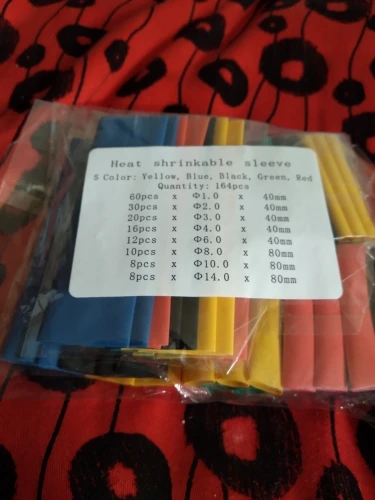 Heat shrinkable sleeve
5 Color: Yellow, Blue, Black, Green, Red
Quantity: 164pcs
60pcs x Φ1.0 x 40mm
30pcs x Φ2.0 x 40mm
20pcs x Φ3.0 x 40mm
16pcs x Φ4.0 x 40mm
12pcs x Φ6.0 x 40mm
10pcs x Φ8.0 x 80mm
8pcs x Φ10.0 x 80mm
8pcs x Φ14.0 x 80mm